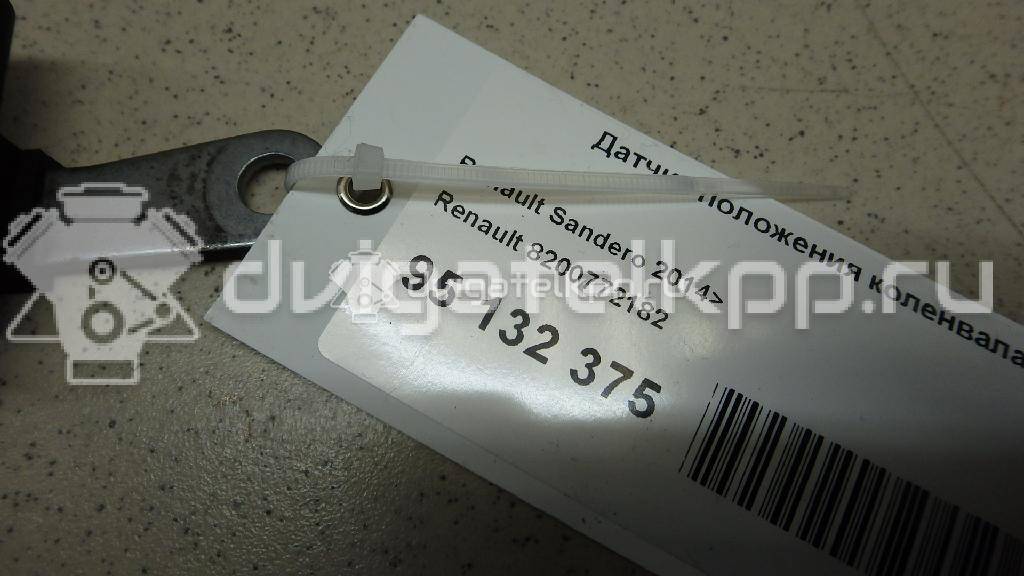 Датчик положения коленвала
Renault Sandero 2014>
Renault 8200772182
95 132 375
dvigatelkpp.ru